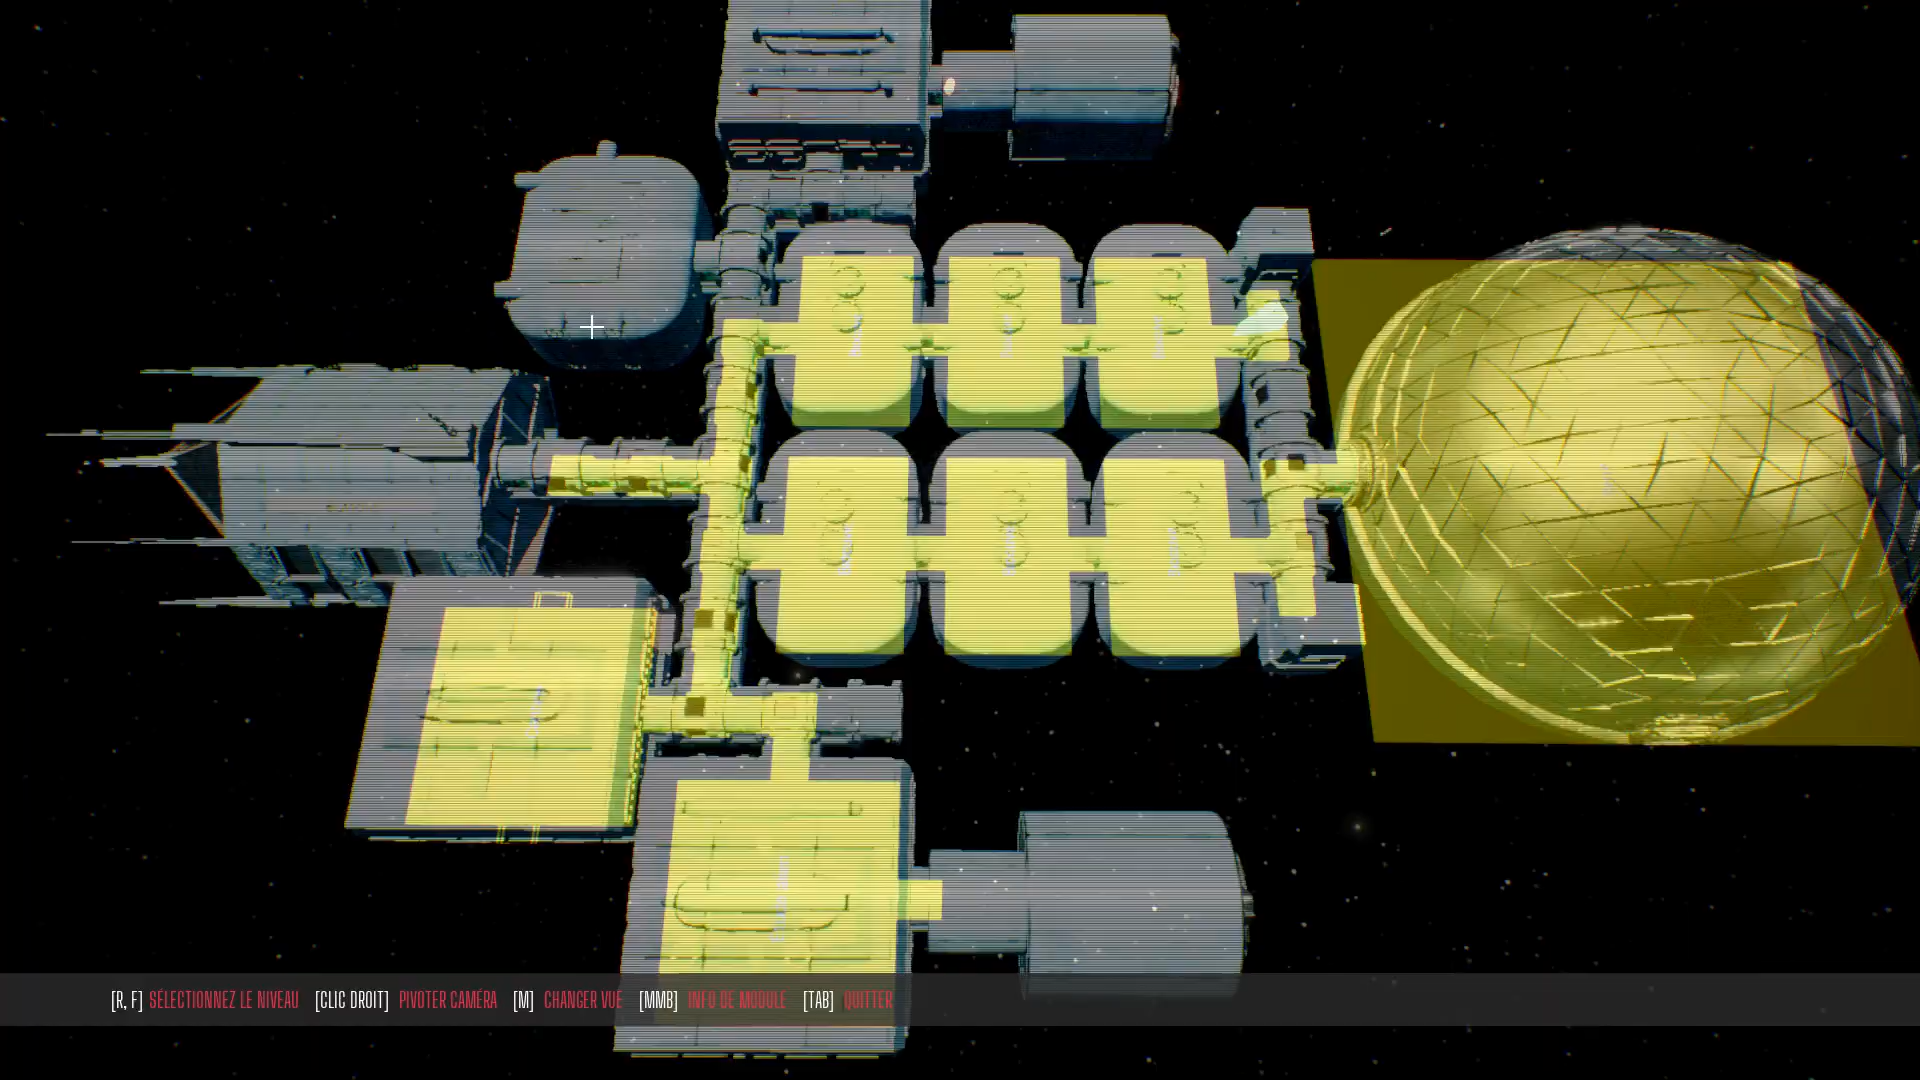 [R, F] SÉLECTIONNEZ LE NIVEAU [CLIC DROIT] PIVOTER CAMÉRA [M] CHANGER VUE [MMB] INFO DE MODULE [TAB] QUITTER